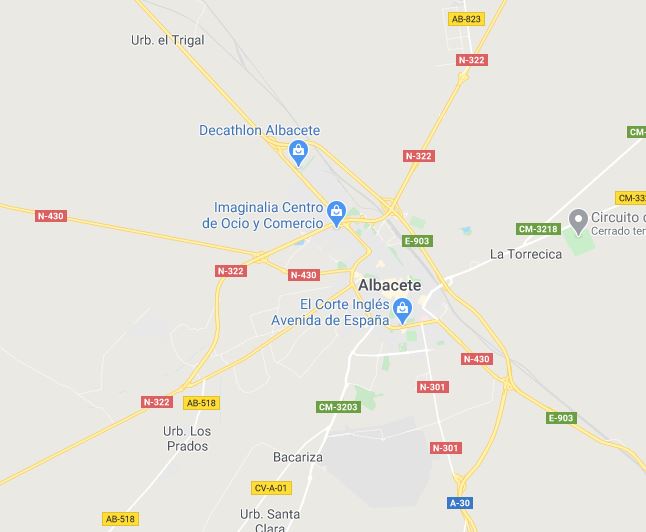 AB-823
Urb. el Trigal
N-322
Decathlon Albacete
CM-
N-322
CM-33
Imaginalia Centro
de Ocio y Comercio
N-430
Circuito
Cerrado
CM-3218
E-903
La Torrecica
N-322
N-430
Albacete
El Corte Inglés
Avenida de España
N-430
N-301
N-322
AB-518
CM-3203
E-903
Urb. Los
Prados
N-301
Bacariza
CV-A-01
A-30
AB-518
Urb. Santa
Clara